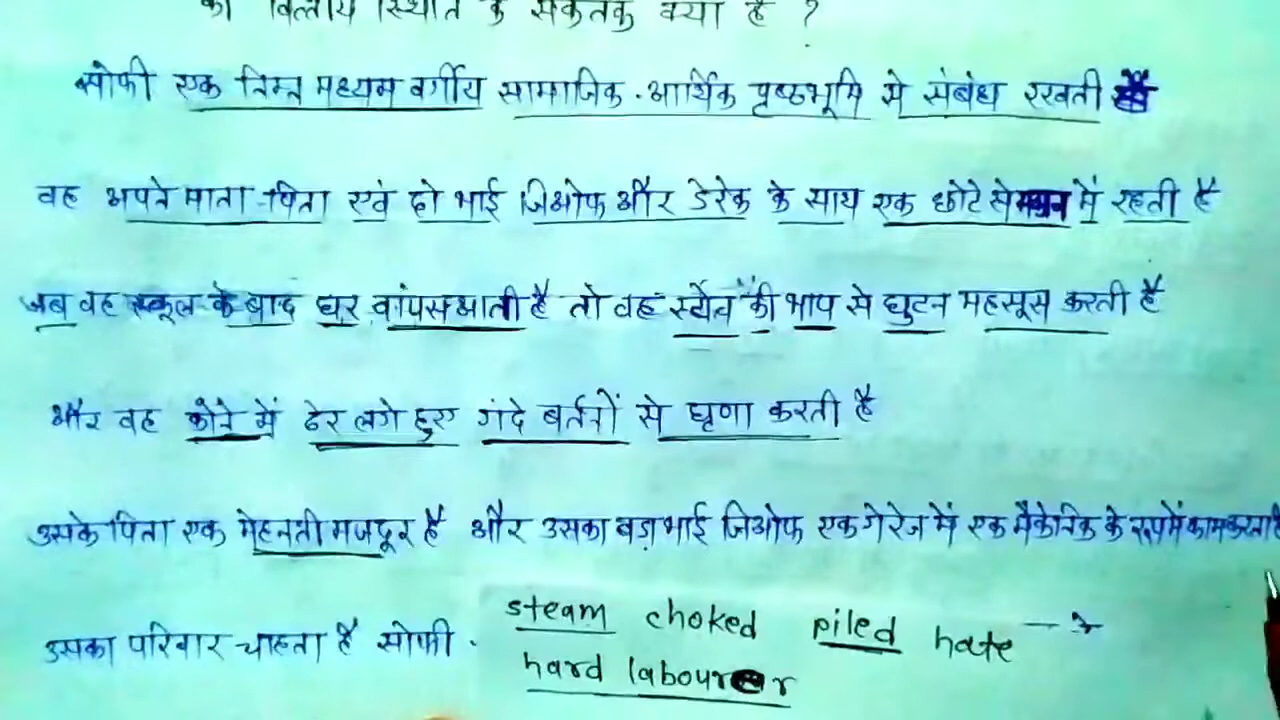 की वित्तीय स्थिति के संकेतक क्या है ?
सोफी एक निम्न मध्यम वर्गीय सामाजिक-आर्थिक पृष्ठभूमि से संबंध रखती है
वह अपने माता-पिता एवं दो भाई जिओफ और डेरेक के साथ एक छोटे से मकान में रहती है
जब वह स्कूल के बाद घर वापस आती है तो वह स्टोव की भाप से घुटन महसूस करती है
और वह कोने में ढेर लगे हुए गंदे बर्तनों से घृणा करती है
उसके पिता एक मेहनती मजदूर है और उसका बड़ा भाई जिओफ एक गेरेज में एक मैकेनिक के रूप में काम करता है
उसका परिवार चाहता है सोफी .
steam choked piled hate
hard labourer